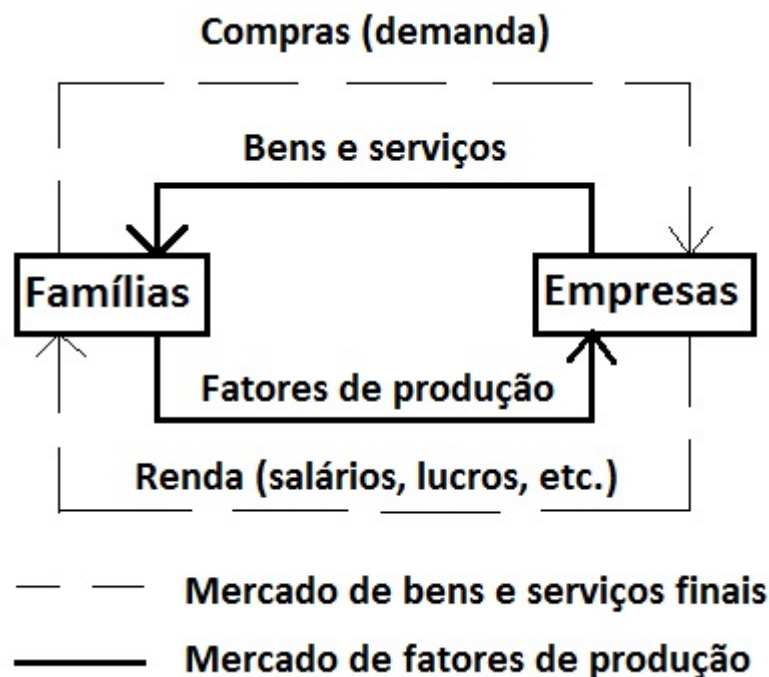 Compras (demanda)
Bens e serviços
Famílias
Empresas
Fatores de produção
Renda (salários, lucros, etc.)
Mercado de bens e serviços finais
Mercado de fatores de produção